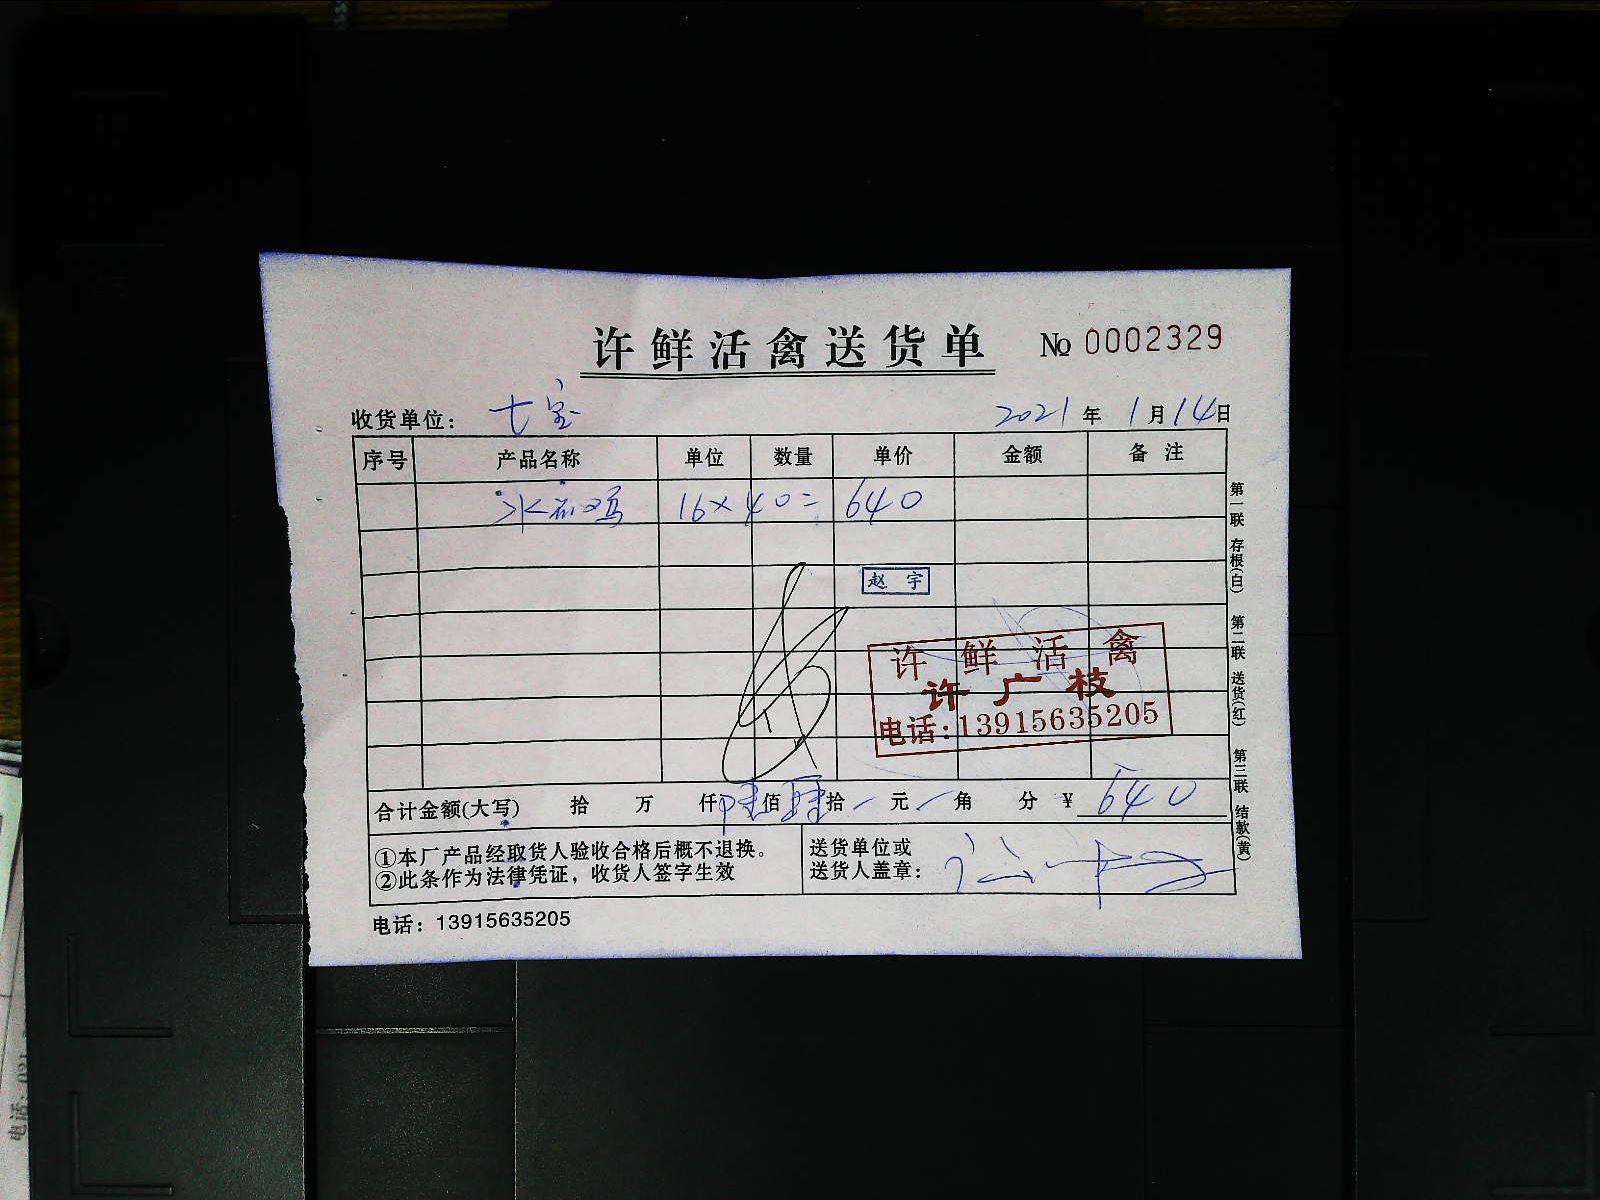 许鲜活禽送货单 № 0002329
收货单位： 七宝 2021年1月14日
序号 产品名称 单位 数量 单价 金额 备注
16×40=640
赵宇
许鲜活禽
许广枝
电话:13915635205
合计金额(大写) 拾 万 仟陆佰肆拾一元一角 分 ¥ 640
①本厂产品经取货人验收合格后概不退换。
②此条作为法律凭证，收货人签字生效
送货单位或
送货人盖章：
电话：13915635205
第一联 存根(白) 第二联 送货(红) 第三联 结款(黄)
电话: 021